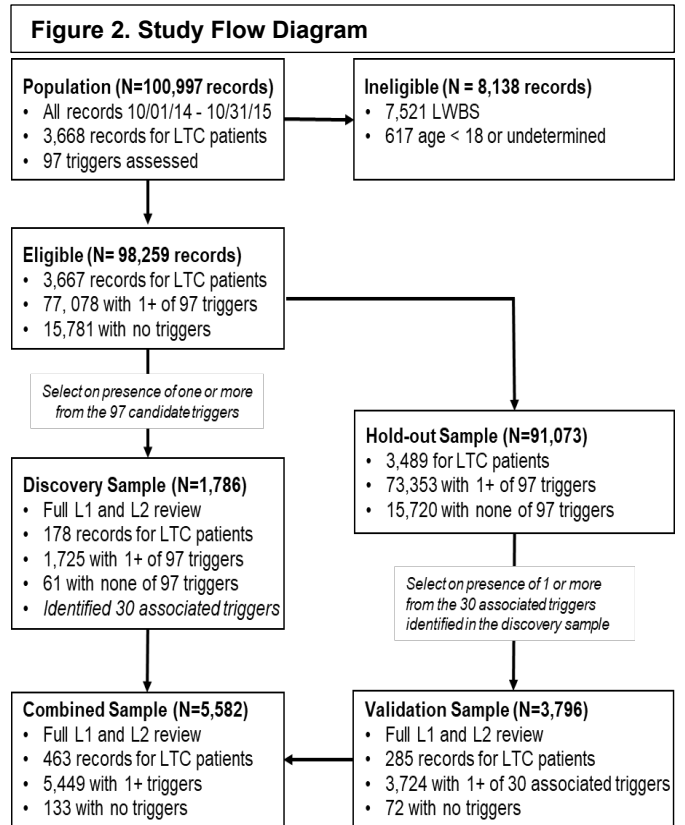 Figure 2. Study Flow Diagram
Population (N=100,997 records)
• All records 10/01/14 - 10/31/15
• 3,668 records for LTC patients
• 97 triggers assessed
Ineligible (N = 8,138 records)
• 7,521 LWBS
• 617 age < 18 or undetermined
Eligible (N= 98,259 records)
• 3,667 records for LTC patients
• 77, 078 with 1+ of 97 triggers
• 15,781 with no triggers
Select on presence of one or more
from the 97 candidate triggers
Hold-out Sample (N=91,073)
• 3,489 for LTC patients
• 73,353 with 1+ of 97 triggers
• 15,720 with none of 97 triggers
Discovery Sample (N=1,786)
• Full L1 and L2 review
• 178 records for LTC patients
• 1,725 with 1+ of 97 triggers
• 61 with none of 97 triggers
• Identified 30 associated triggers
Select on presence of 1 or more
from the 30 associated triggers
identified in the discovery sample
Combined Sample (N=5,582)
• Full L1 and L2 review
• 463 records for LTC patients
• 5,449 with 1+ triggers
• 133 with no triggers
Validation Sample (N=3,796)
• Full L1 and L2 review
• 285 records for LTC patients
• 3,724 with 1+ of 30 associated triggers
• 72 with no triggers